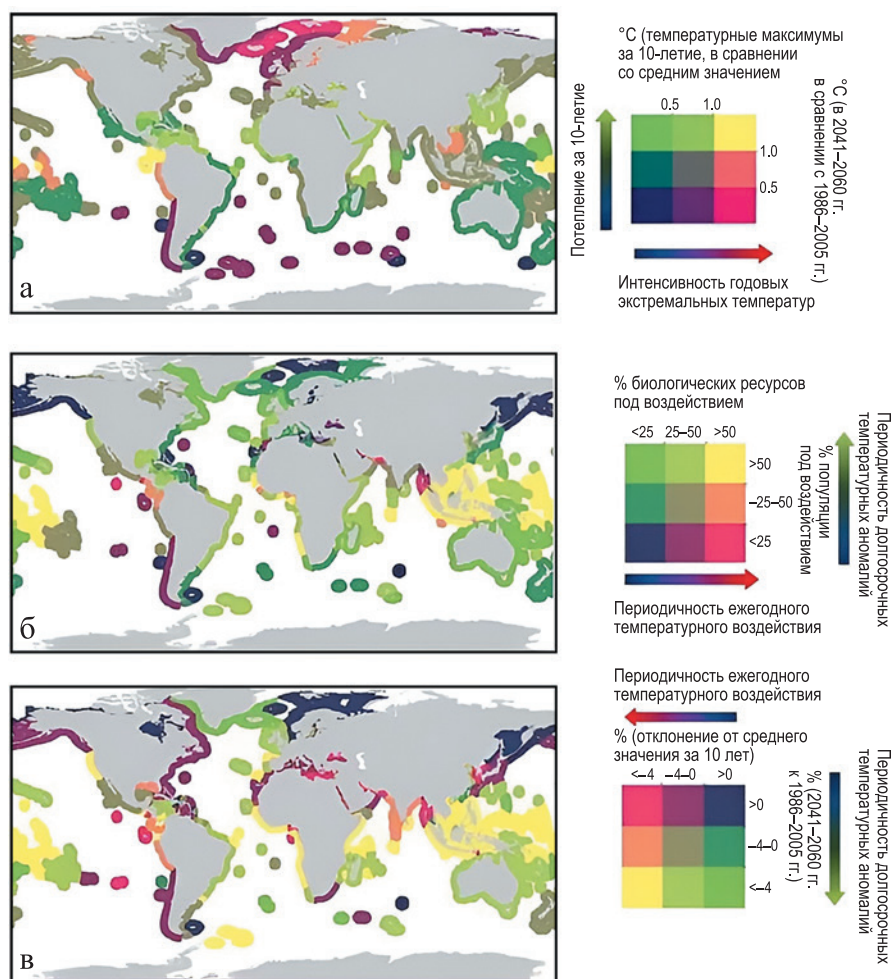 °C (температурные максимумы
за 10-летие, в сравнении
со средним значением
0.5 1.0
1.0
0.5
Потепление за 10-летие
°C (в 2041–2060 гг.
в сравнении с 1986–2005 гг.)
Интенсивность годовых
экстремальных температур
а
% биологических ресурсов
под воздействием
<25 25–50 >50
>50
–25–50
<25
% популяции
под воздействием
Периодичность долгосрочных
температурных аномалий
Периодичность ежегодного
температурного воздействия
б
Периодичность ежегодного
температурного воздействия
% (отклонение от среднего
значения за 10 лет)
<–4 –4–0 >0
>0
–4–0
<–4
% (2041–2060 гг.
к 1986–2005 гг.)
Периодичность долгосрочных
температурных аномалий
в